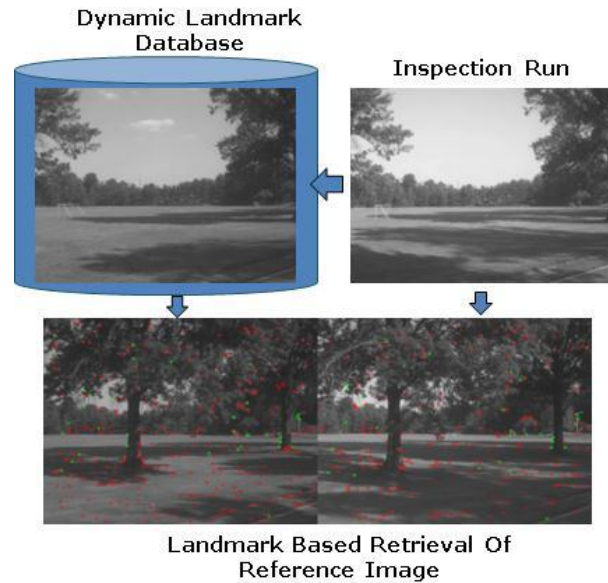 Dynamic Landmark
Database
Inspection Run
Landmark Based Retrieval Of
Reference Image